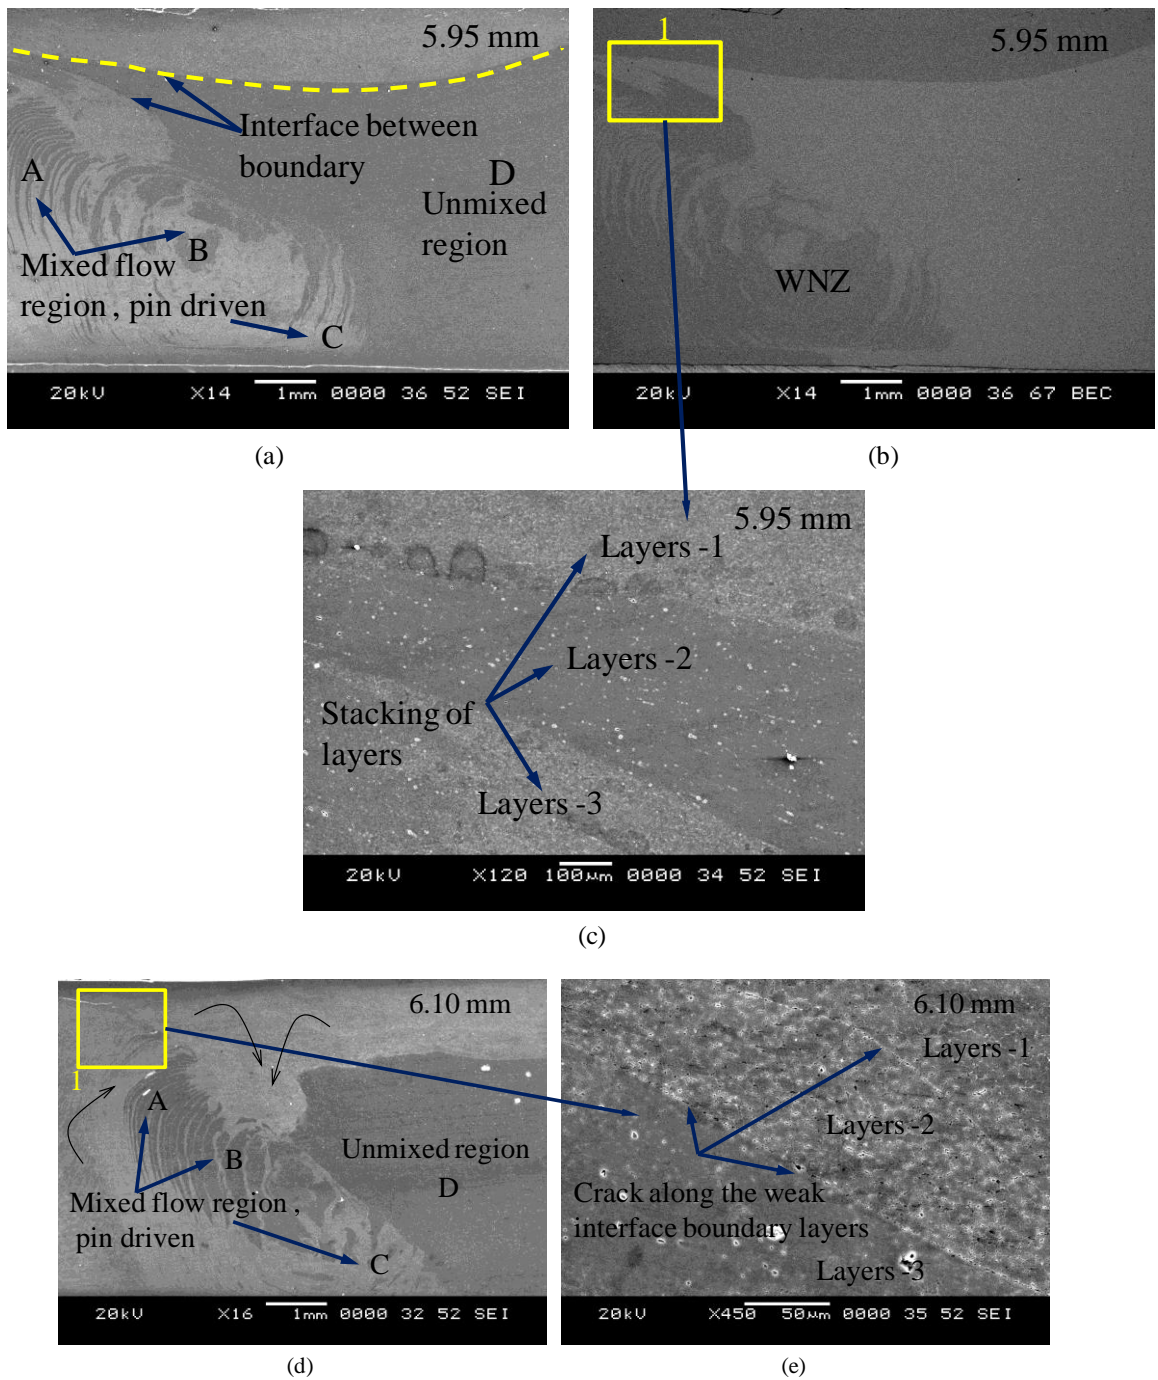 5.95 mm
Interface between
boundary
A
D
Unmixed
region
B
Mixed flow
region , pin driven
C
20kV X14 1mm 0000 36 52 SEI
(a)
1
5.95 mm
WNZ
20kV X14 1mm 0000 36 67 BEC
(b)
5.95 mm
Layers -1
Layers -2
Stacking of
layers
Layers -3
20kV X120 100μm 0000 34 52 SEI
(c)
6.10 mm
1
A
Unmixed region
B
D
Mixed flow region ,
pin driven
C
20kV X16 1mm 0000 32 52 SEI
(d)
6.10 mm
Layers -1
Layers -2
Crack along the weak
interface boundary layers
Layers -3
20kV X450 50μm 0000 35 52 SEI
(e)